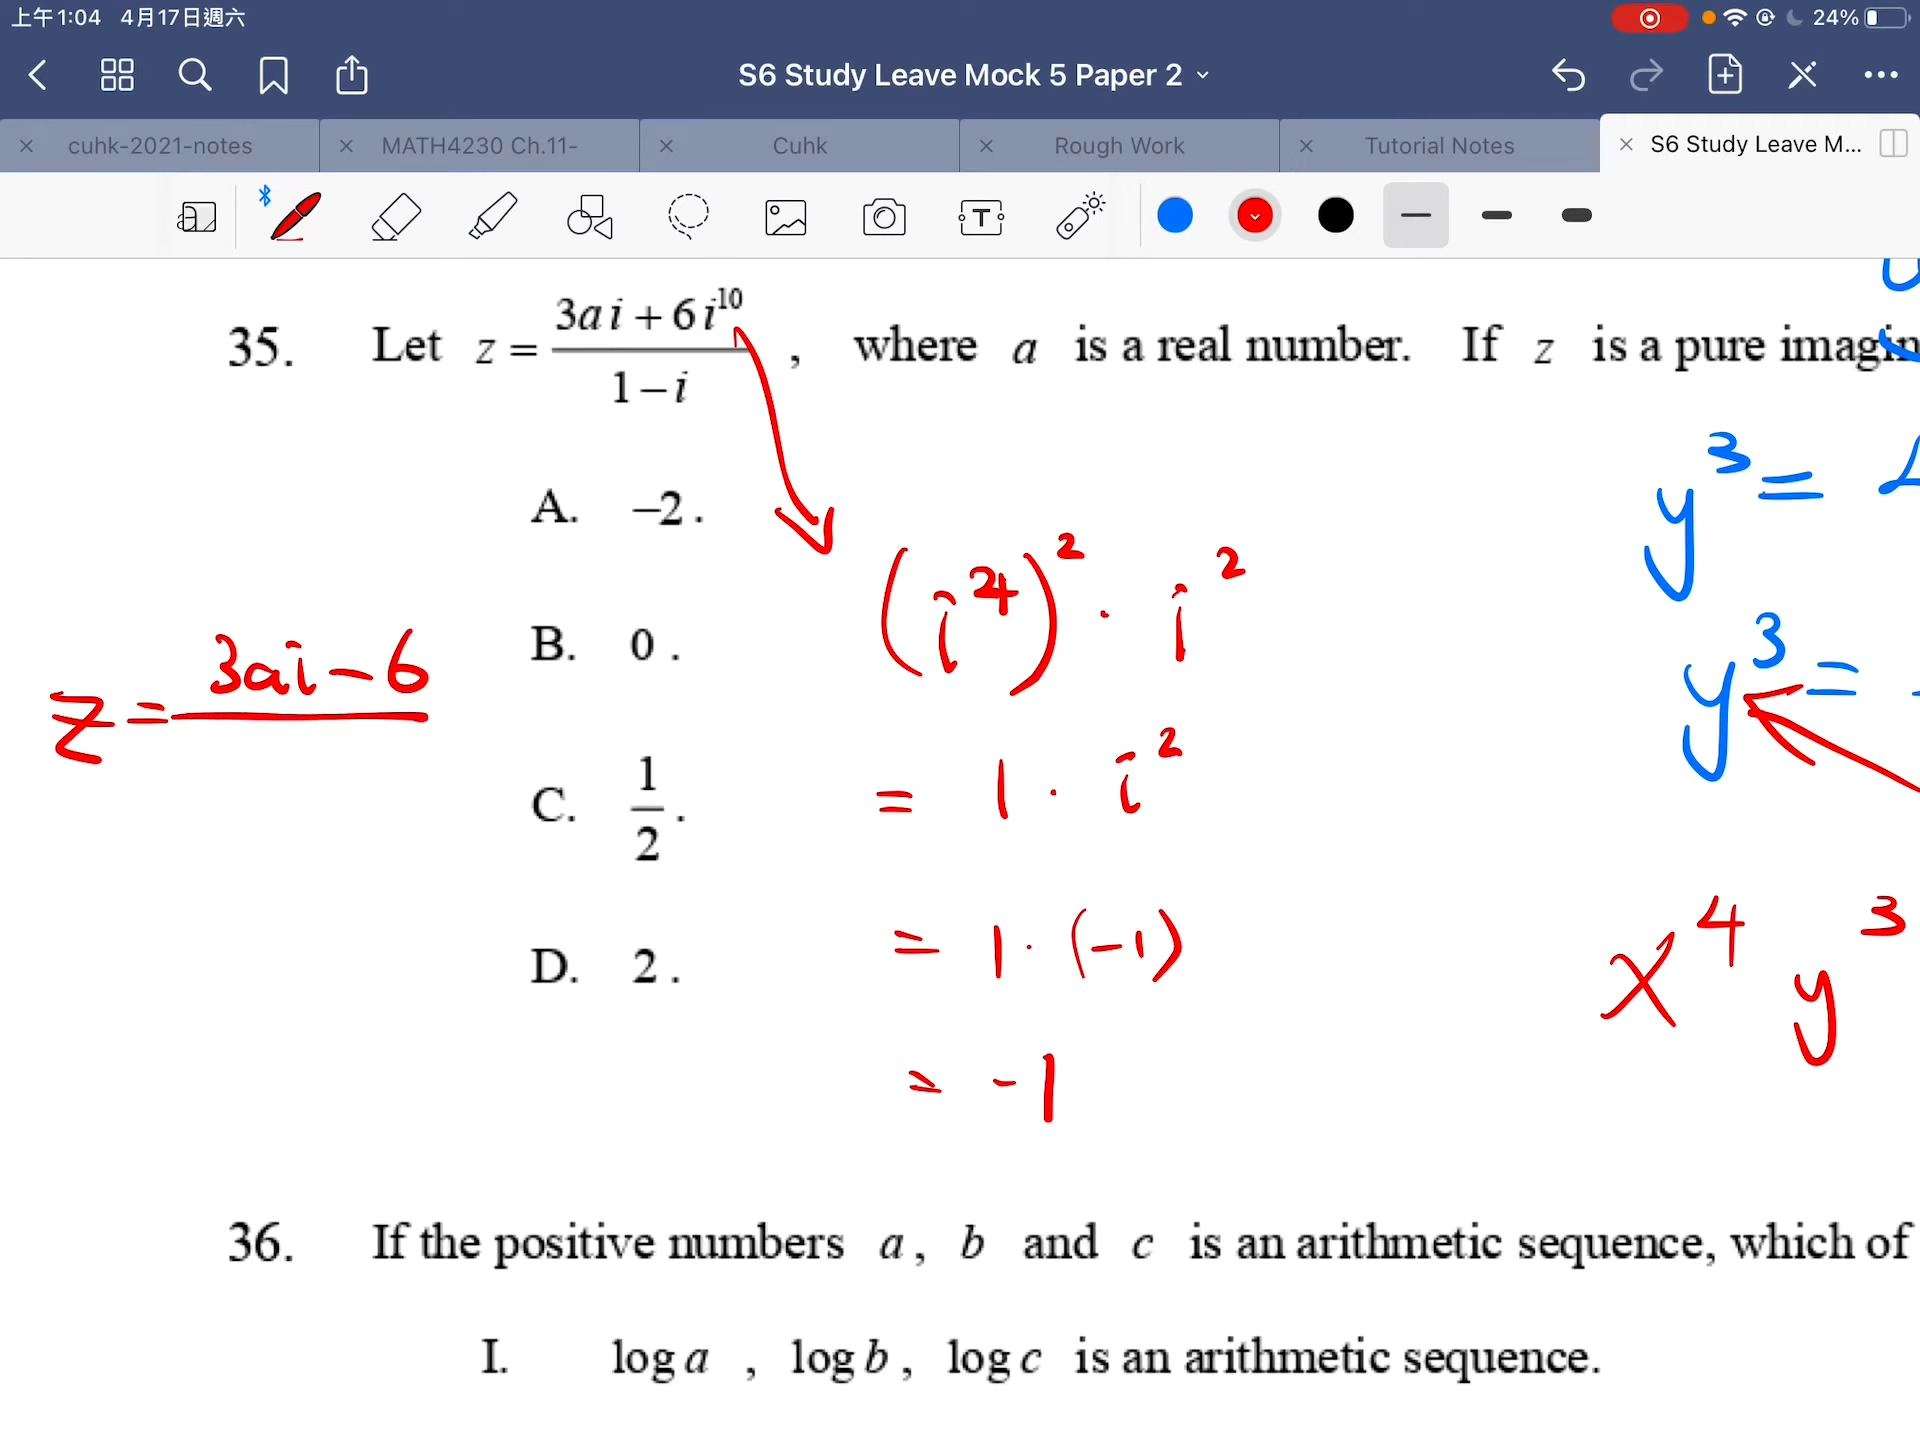 上午1:04 4月17日週六 24%
S6 Study Leave Mock 5 Paper 2
cuhk-2021-notes MATH4230 Ch.11- Cuhk Rough Work Tutorial Notes S6 Study Leave M...
35. Let z = (3ai + 6i^10)/(1 − i) , where a is a real number. If z is a pure imagin
A. −2 .
B. 0 .
C. 1/2 .
D. 2 .
z = 3ai − 6
(i^4)^2 · i^2
= 1 · i^2
= 1 · (−1)
= -1
y^3 =
y^3 =
x^4 y^3
36. If the positive numbers a , b and c is an arithmetic sequence, which of
I. log a , log b , log c is an arithmetic sequence.